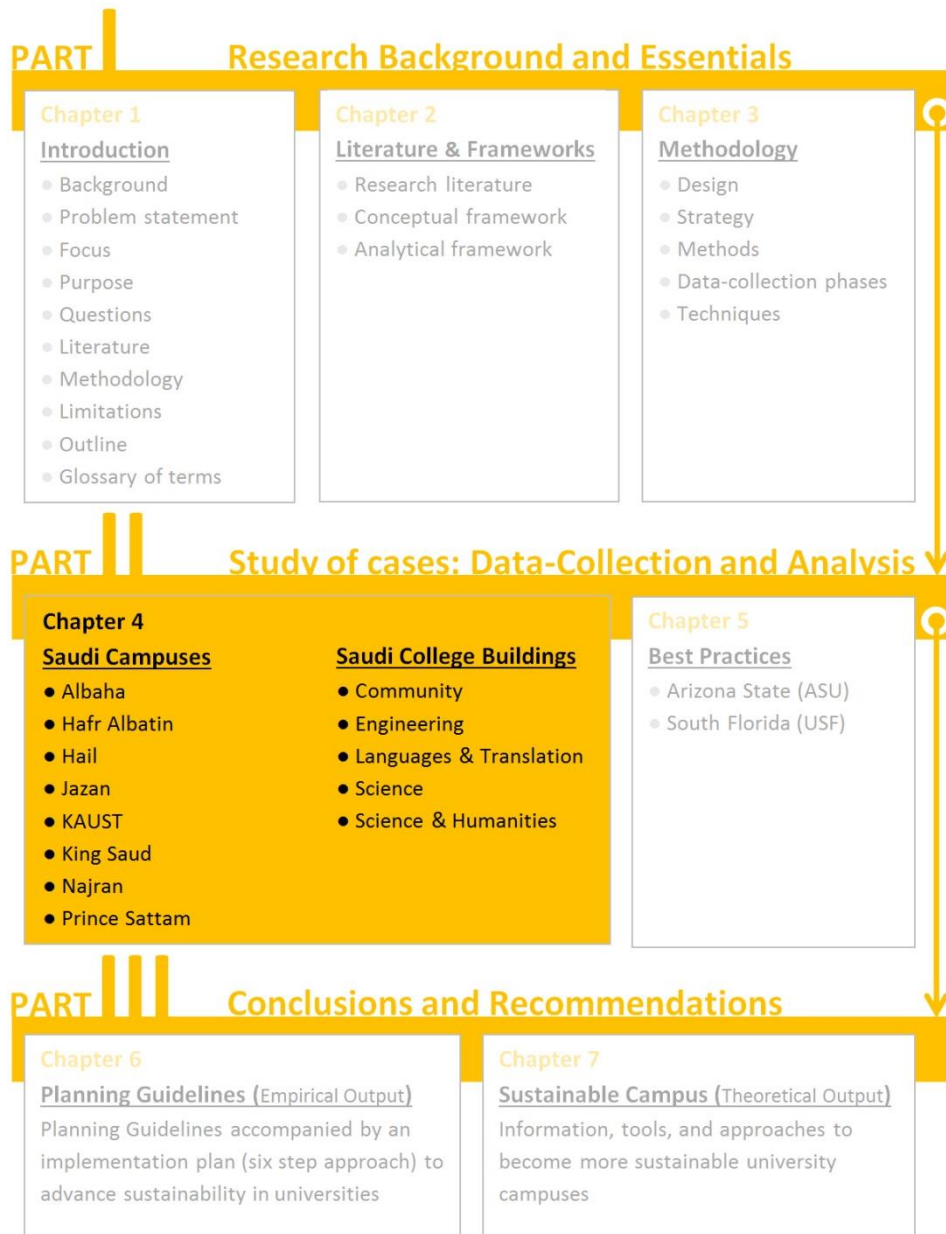 PART I Research Background and Essentials
Chapter 1
Introduction
● Background
● Problem statement
● Focus
● Purpose
● Questions
● Literature
● Methodology
● Limitations
● Outline
● Glossary of terms
Chapter 2
Literature & Frameworks
● Research literature
● Conceptual framework
● Analytical framework
Chapter 3
Methodology
● Design
● Strategy
● Methods
● Data-collection phases
● Techniques
PART II Study of cases: Data-Collection and Analysis
Chapter 4
Saudi Campuses
● Albaha
● Hafr Albatin
● Hail
● Jazan
● KAUST
● King Saud
● Najran
● Prince Sattam
Saudi College Buildings
● Community
● Engineering
● Languages & Translation
● Science
● Science & Humanities
Chapter 5
Best Practices
● Arizona State (ASU)
● South Florida (USF)
PART III Conclusions and Recommendations
Chapter 6
Planning Guidelines (Empirical Output)
Planning Guidelines accompanied by an
implementation plan (six step approach) to
advance sustainability in universities
Chapter 7
Sustainable Campus (Theoretical Output)
Information, tools, and approaches to
become more sustainable university
campuses